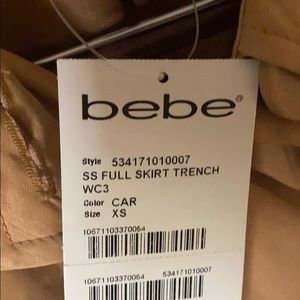 bebe®
Style 534171010007
SS FULL SKIRT TRENCH
WC3
Color CAR
Size XS
10671103370054
10671103370054 534171010007